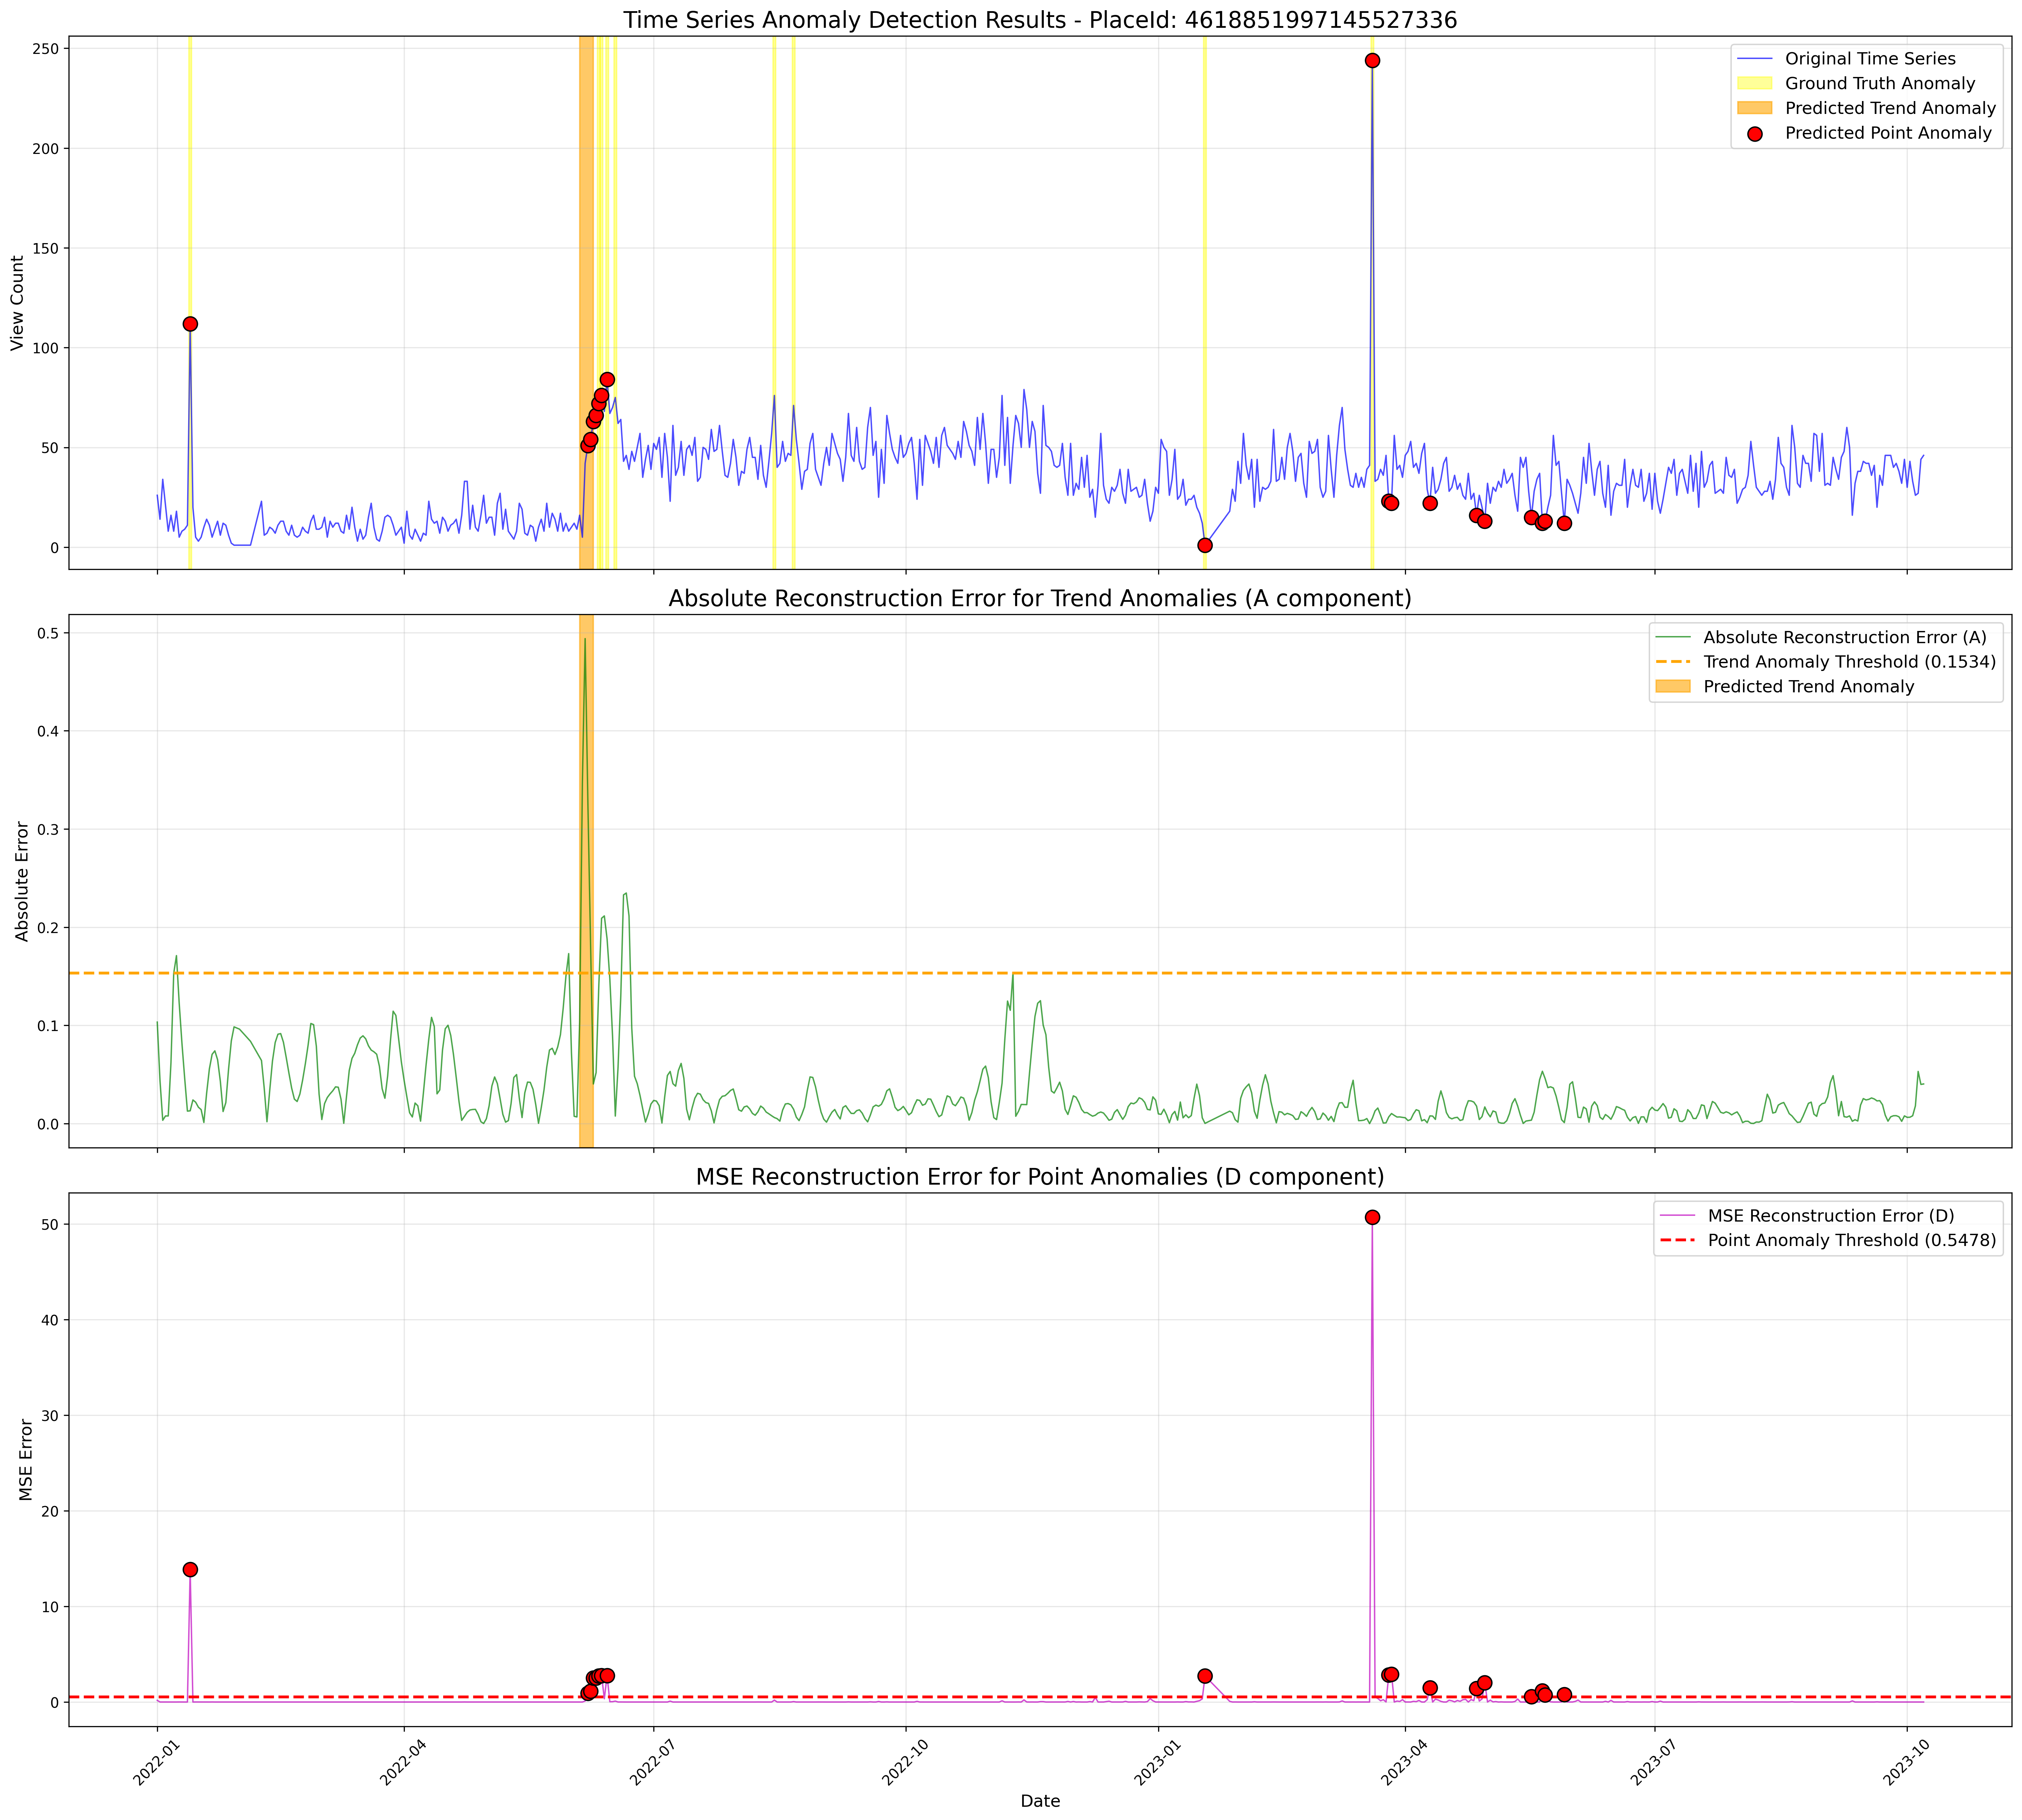 Time Series Anomaly Detection Results - PlaceId: 4618851997145527336
View Count
250
200
150
100
50
0
Original Time Series
Ground Truth Anomaly
Predicted Trend Anomaly
Predicted Point Anomaly
Absolute Reconstruction Error for Trend Anomalies (A component)
Absolute Error
0.5
0.4
0.3
0.2
0.1
0.0
Absolute Reconstruction Error (A)
Trend Anomaly Threshold (0.1534)
Predicted Trend Anomaly
MSE Reconstruction Error for Point Anomalies (D component)
MSE Error
50
40
30
20
10
0
MSE Reconstruction Error (D)
Point Anomaly Threshold (0.5478)
2022-01
2022-04
2022-07
2022-10
2023-01
2023-04
2023-07
2023-10
Date